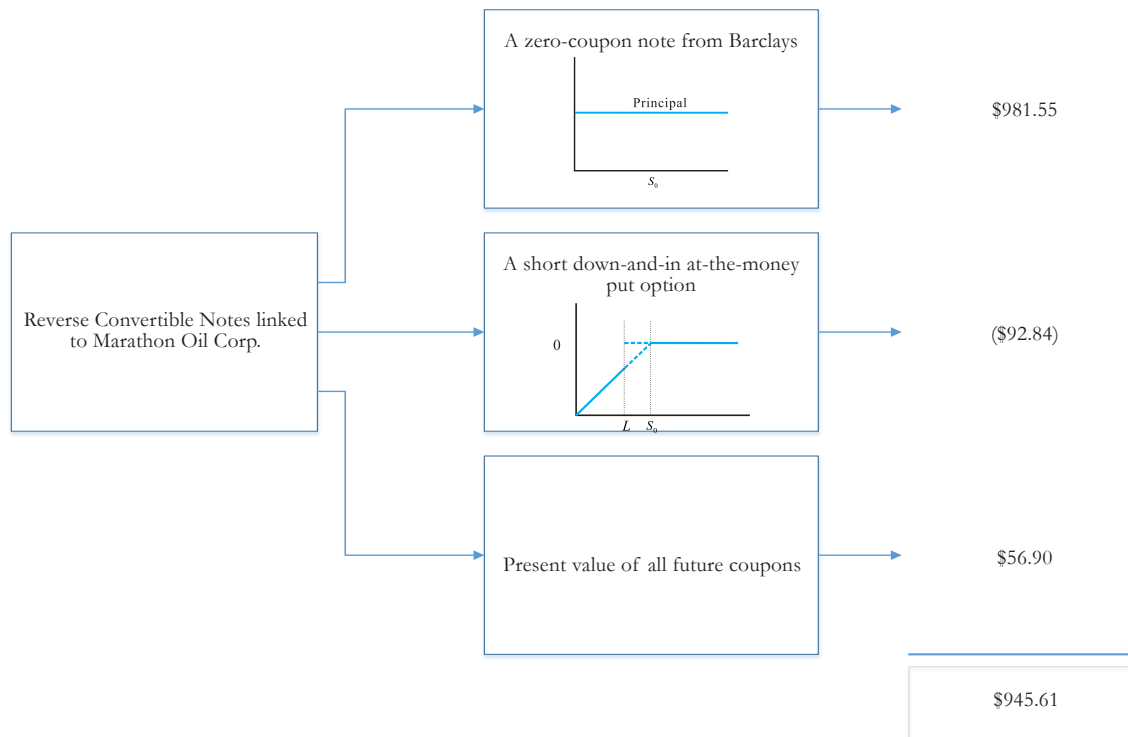 A zero-coupon note from Barclays
Principal
S₀
$981.55
Reverse Convertible Notes linked
to Marathon Oil Corp.
A short down-and-in at-the-money
put option
0
L S₀
($92.84)
Present value of all future coupons
$56.90
$945.61